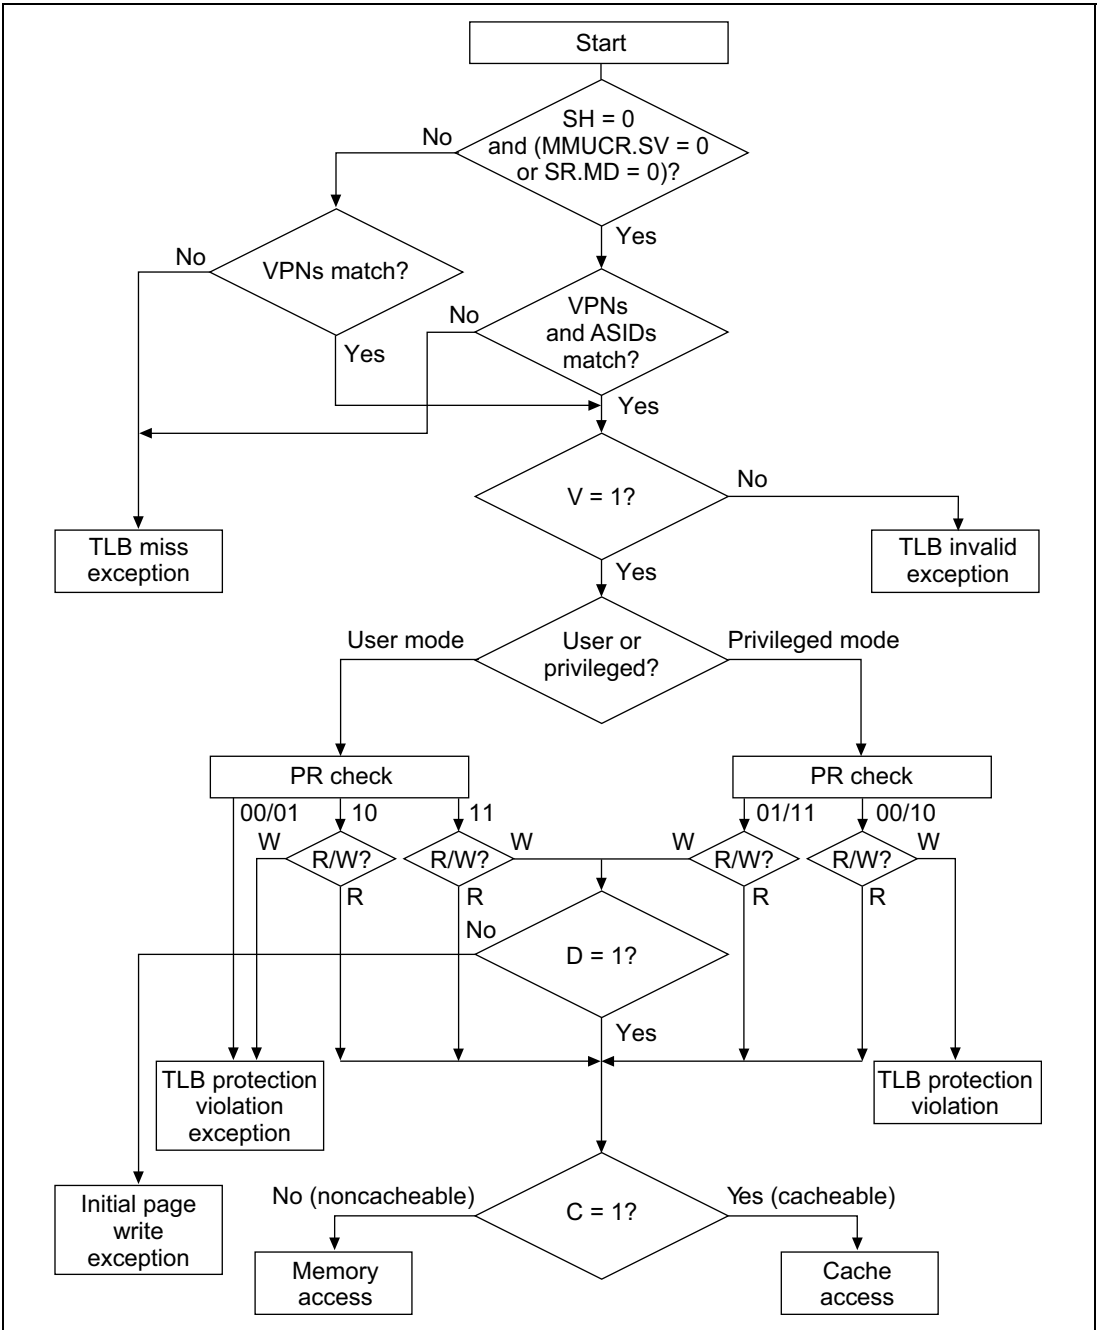 Start
SH = 0
and (MMUCR.SV = 0
or SR.MD = 0)?
No
Yes
VPNs match?
No
Yes
VPNs
and ASIDs
match?
No
Yes
V = 1?
No
Yes
TLB miss
exception
TLB invalid
exception
User or
privileged?
User mode
Privileged mode
PR check
PR check
00/01
10
11
01/11
00/10
W
R/W?
R/W?
W
W
R/W?
R/W?
W
R
R
R
R
No
D = 1?
Yes
TLB protection
violation
exception
TLB protection
violation
Initial page
write
exception
No (noncacheable)
C = 1?
Yes (cacheable)
Memory
access
Cache
access